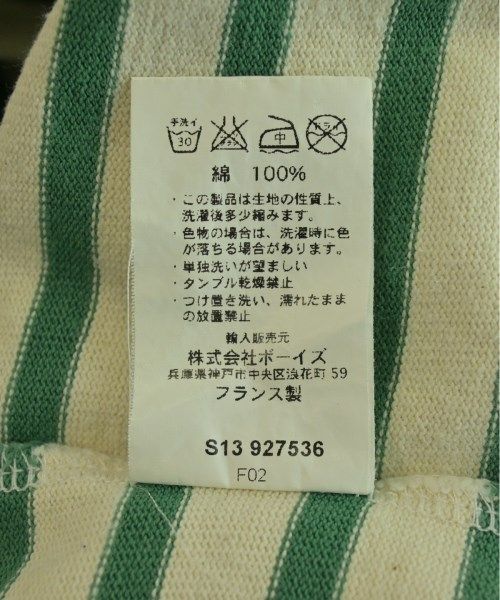 手洗イ
30
中
ドライ
綿 100%
・この製品は生地の性質上、
洗濯後多少縮みます。
・色物の場合は、洗濯時に色
が落ちる場合があります。
・単独洗いが望ましい
・タンブル乾燥禁止
・つけ置き洗い、濡れたまま
の放置禁止
輸入販売元
株式会社ボーイズ
兵庫県神戸市中央区浪花町 59
フランス製
S13 927536
F02